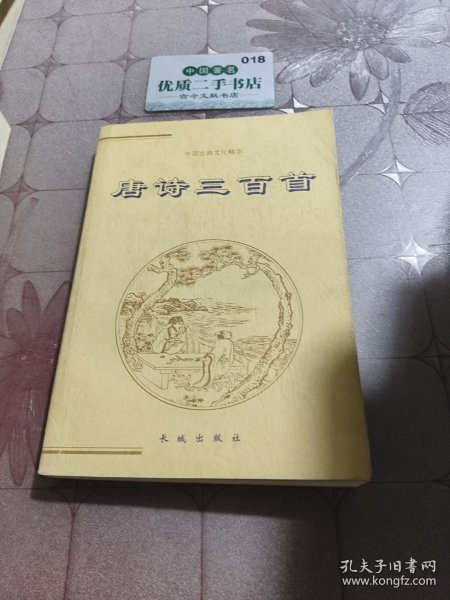 018
中国著名
优质二手书店
古今文献书店
中国古典文化精华
唐诗三百首
长城出版社
孔夫子旧书网
www.kongfz.com